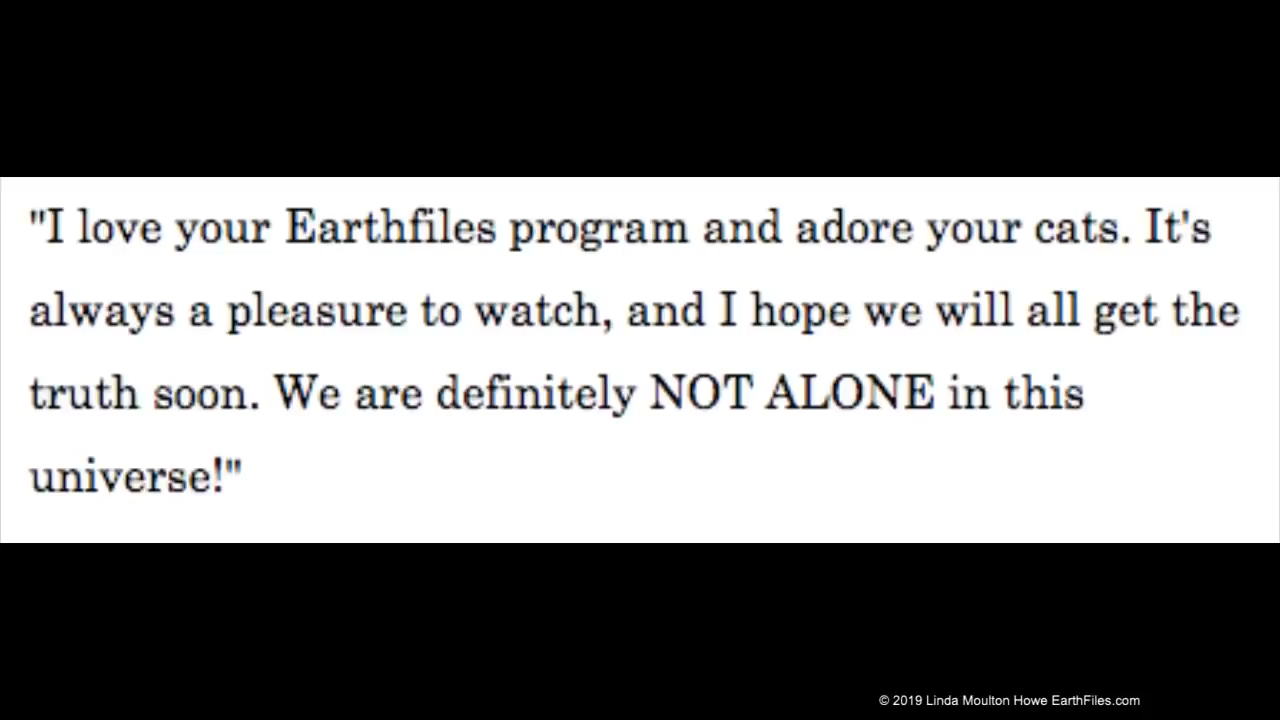 "I love your Earthfiles program and adore your cats. It's
always a pleasure to watch, and I hope we will all get the
truth soon. We are definitely NOT ALONE in this
universe!"
© 2019 Linda Moulton Howe EarthFiles.com